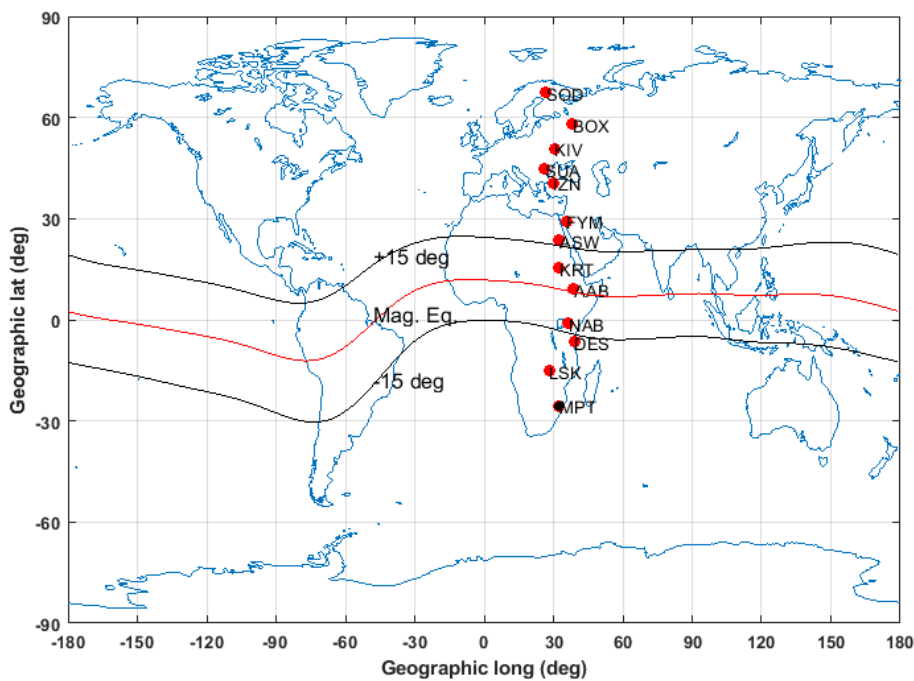 90
60
30
0
-30
-60
-90
Geographic lat (deg)
SOD
BOX
KIV
SUA
IZN
FYM
ASW
+15 deg
KRT
AAB
Mag. Eq.
NAB
DES
LSK
-15 deg
MPT
-180 -150 -120 -90 -60 -30 0 30 60 90 120 150 180
Geographic long (deg)